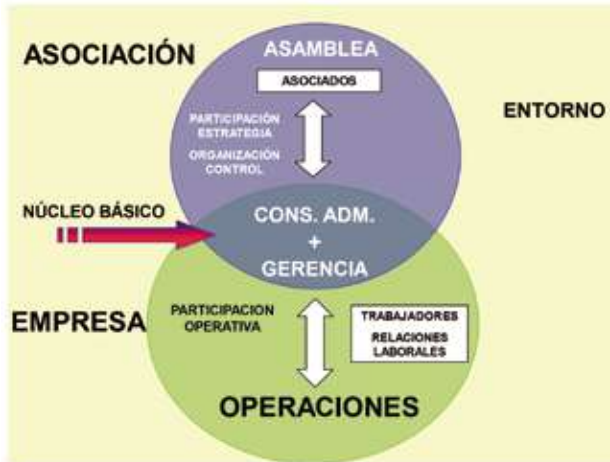 ASOCIACIÓN
ASAMBLEA
ASOCIADOS
ENTORNO
PARTICIPACIÓN
ESTRATEGIA
ORGANIZACIÓN
CONTROL
NÚCLEO BÁSICO
CONS. ADM.
+
GERENCIA
EMPRESA
PARTICIPACION
OPERATIVA
TRABAJADORES
RELACIONES
LABORALES
OPERACIONES